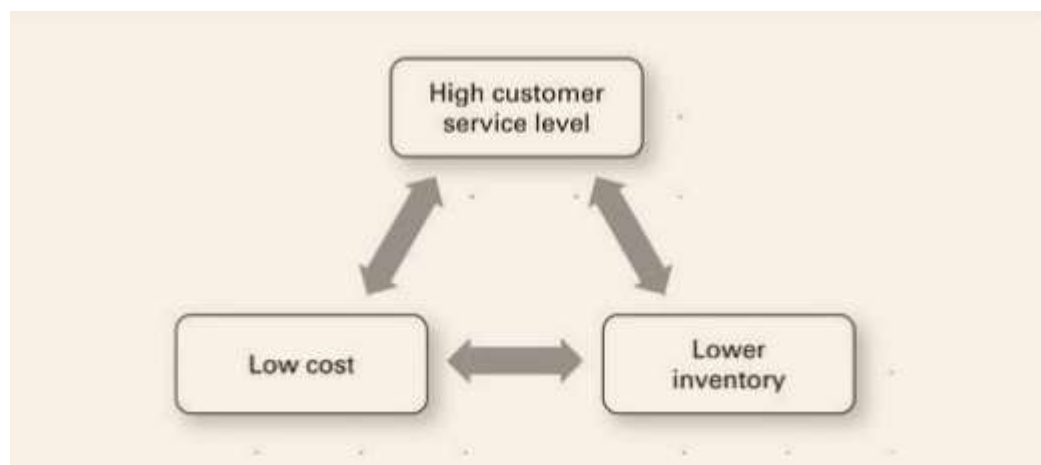 High customer
service level
Low cost
Lower
inventory